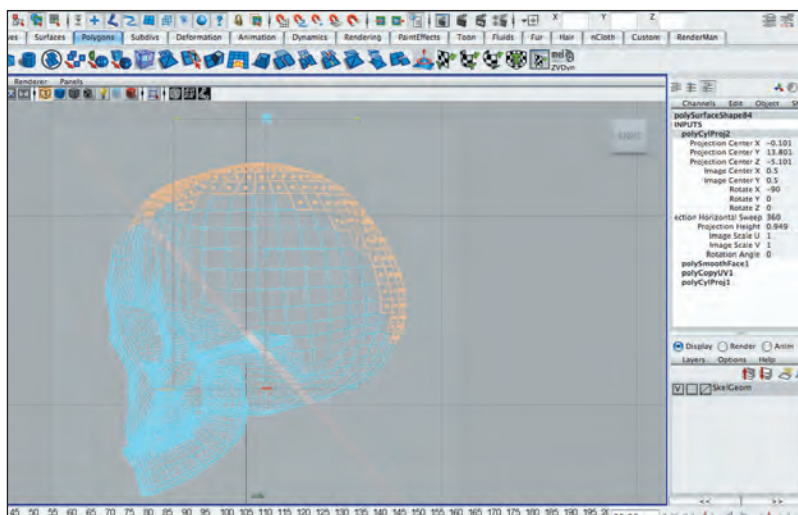 X Y Z
ves Surfaces Polygons Subdivs Deformation Animation Dynamics Rendering PaintEffects Toon Fluids Fur Hair nCloth Custom RenderMan
mel
ZVDyn
Renderer Panels
Channels Edit Object Sh
polySurfaceShape84
INPUTS
polyCylProj2
Projection Center X -0.101
Projection Center Y 13.801
Projection Center Z -5.101
Image Center X 0.5
Image Center Y 0.5
Rotate X -90
Rotate Y 0
Rotate Z 0
ection Horizontal Sweep 360
Projection Height 0.949
Image Scale U 1
Image Scale V 1
Rotation Angle 0
polySmoothFace1
polyCopyUV1
polyCylProj1
Display Render Anim
Layers Options Help
V SkelGeom
45 50 55 60 65 70 75 80 85 90 95 100 105 110 115 120 125 130 135 140 145 150 155 160 165 170 175 180 185 190 195 2